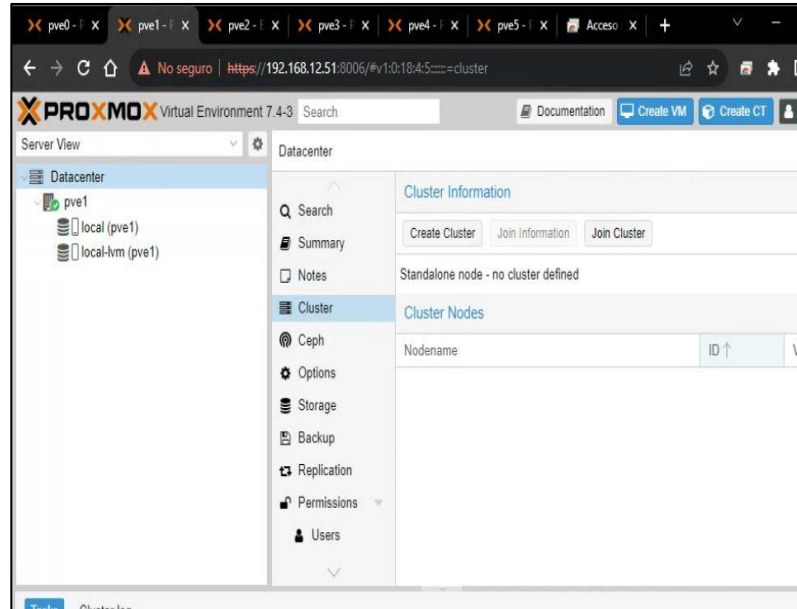 pve0 - P x pve1 - P x pve2 - E x pve3 - P x pve4 - P x pve5 - P x Acceso x +
No seguro | https://192.168.12.51:8006/#v1:0:18:4:5::::::=cluster
PROXMOX Virtual Environment 7.4-3 Search Documentation Create VM Create CT
Server View
Datacenter
pve1
local (pve1)
local-lvm (pve1)
Datacenter
Search
Summary
Notes
Cluster
Ceph
Options
Storage
Backup
Replication
Permissions
Users
Cluster Information
Create Cluster Join Information Join Cluster
Standalone node - no cluster defined
Cluster Nodes
Nodename ID ↑ V
Tasks Cluster log